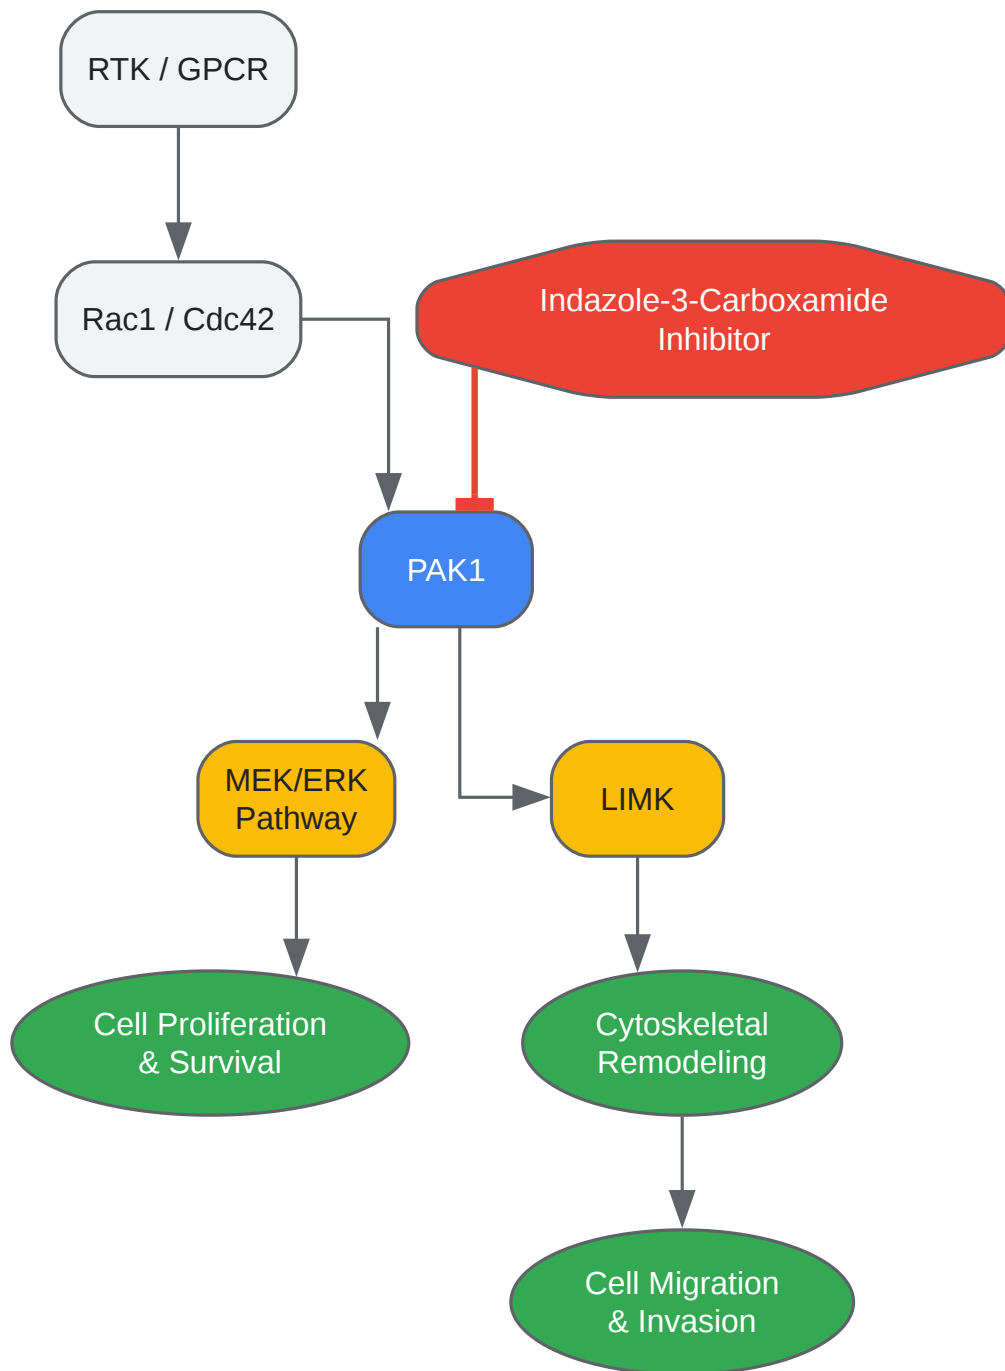 RTK / GPCR
Rac1 / Cdc42
Indazole-3-Carboxamide
Inhibitor
PAK1
MEK/ERK
Pathway
LIMK
Cell Proliferation
& Survival
Cytoskeletal
Remodeling
Cell Migration
& Invasion